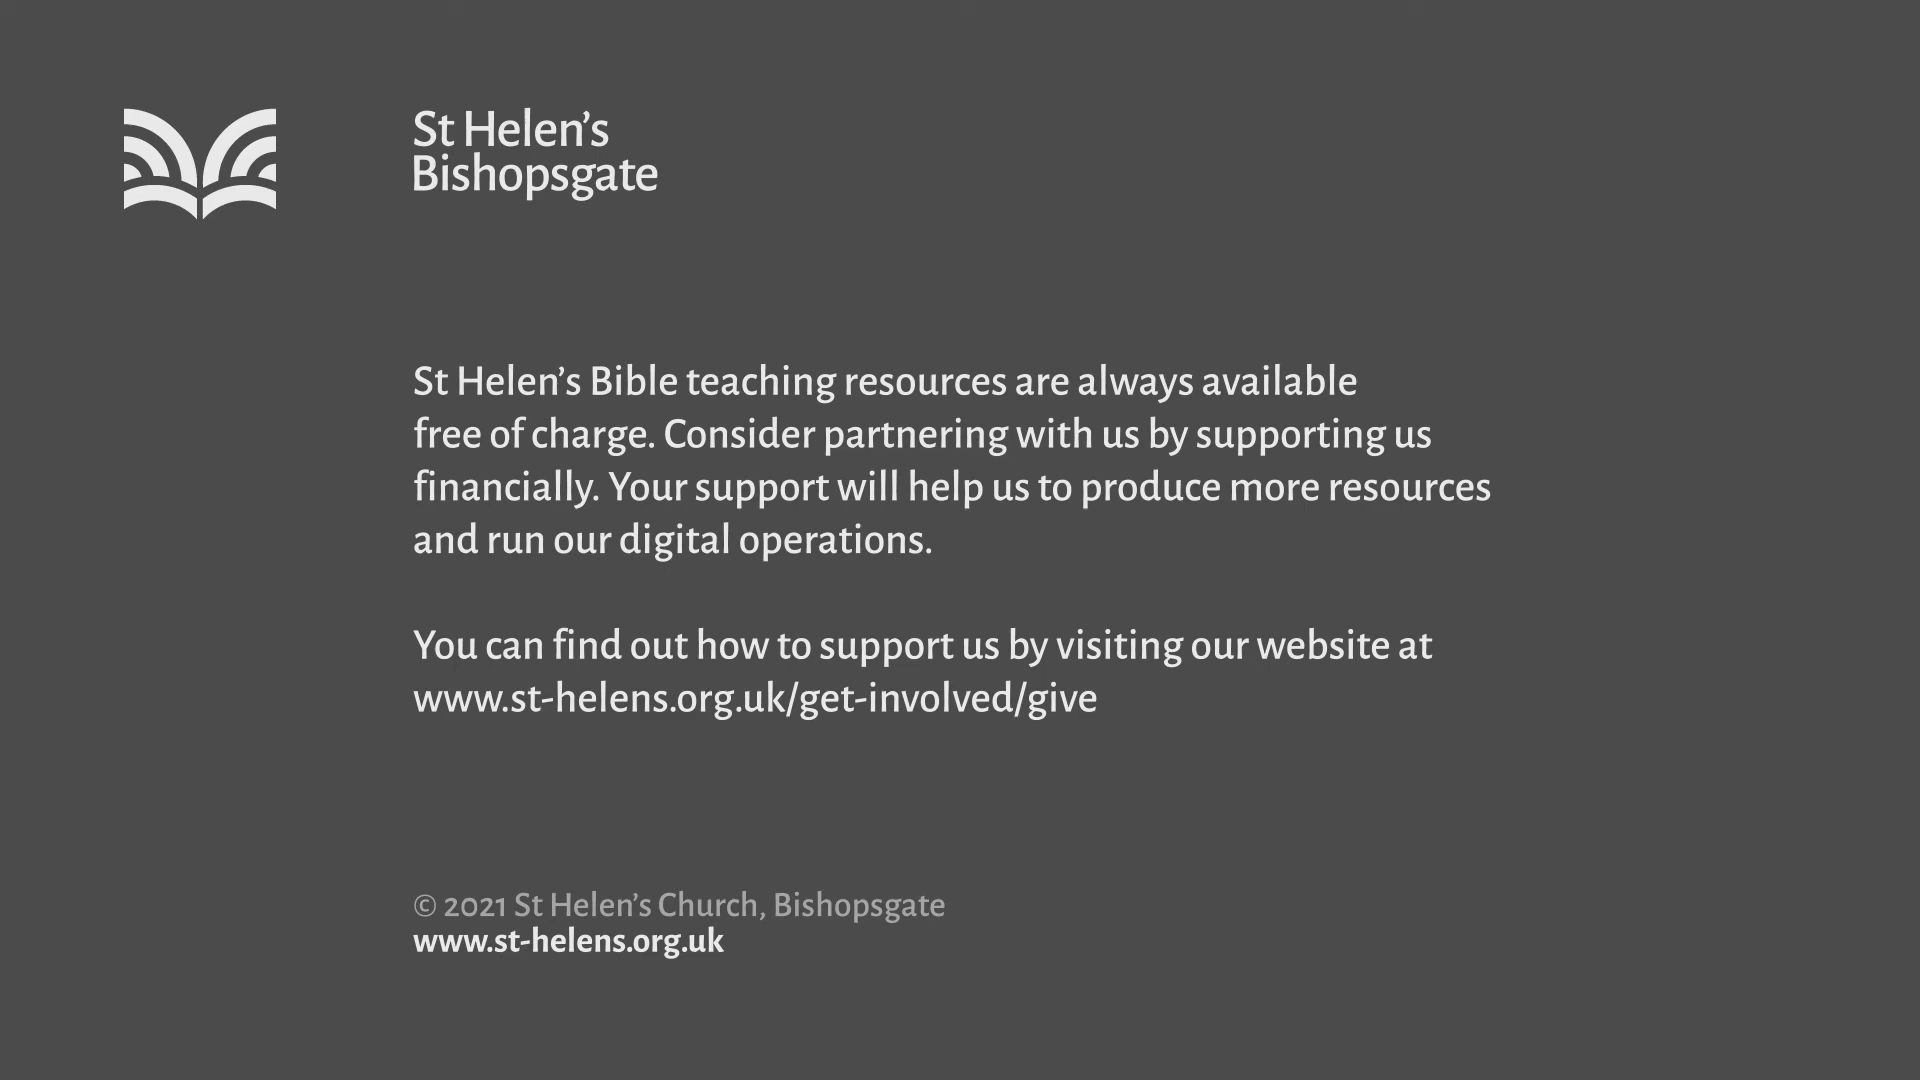 St Helen’s
Bishopsgate
St Helen’s Bible teaching resources are always available
free of charge. Consider partnering with us by supporting us
financially. Your support will help us to produce more resources
and run our digital operations.
You can find out how to support us by visiting our website at
www.st-helens.org.uk/get-involved/give
© 2021 St Helen’s Church, Bishopsgate
www.st-helens.org.uk